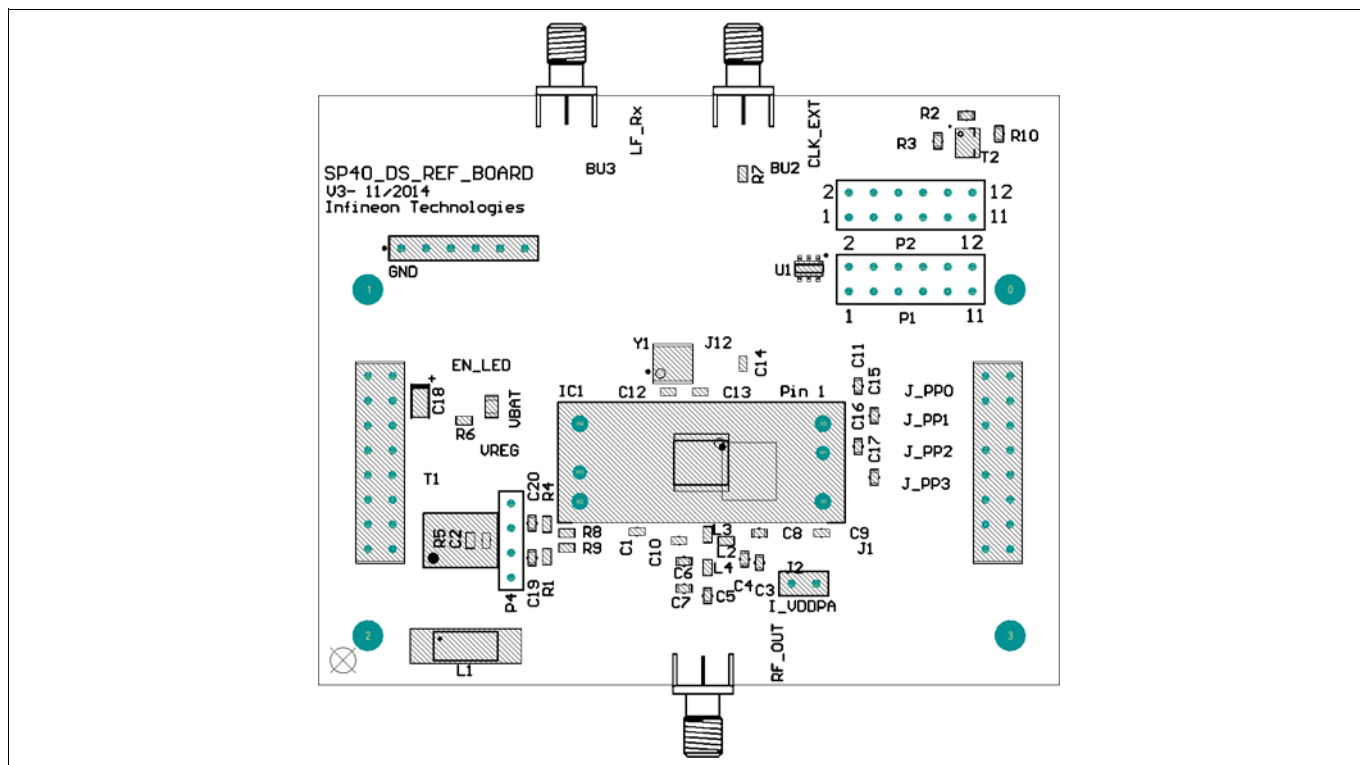 LF_Rx
CLK_EXT
BU3
BU2
R7
R2
R3
R10
T2
SP40_DS_REF_BOARD
V3- 11/2014
Infineon Technologies
2
12
1
11
2
P2
12
U1
GND
1
P1
11
1
0
Y1
J12
C14
C11
C15
EN_LED
+
C18
VBAT
R6
VREG
IC1
C12
C13
Pin 1
C16
C17
J_PP0
J_PP1
J_PP2
J_PP3
T1
C20
R4
R5
C2
R8
R9
C1
C10
L3
L2
C8
C9
J1
C6
L4
C4
C3
J2
C7
C5
I_VDDPA
P4
C19
R1
2
3
L1
RF_OUT